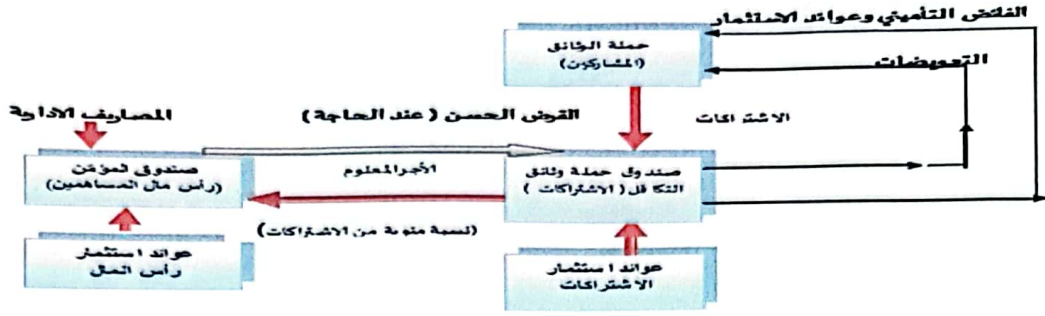 الفائض التأميني وعوائد الاستثمار
حملة الوثائق
(المشاركون)
التعويضات
الاشتراكات
المصاريف الادارية
القرض الحسن (عند الحاجة)
صندوق المؤمن
(رأس مال المساهمين)
الأجر المعلوم
صندوق حملة وثائق
التكافل (الاشتراكات)
(نسبة مئوية من الاشتراكات)
عوائد استثمار
رأس المال
عوائد استثمار
الاشتراكات